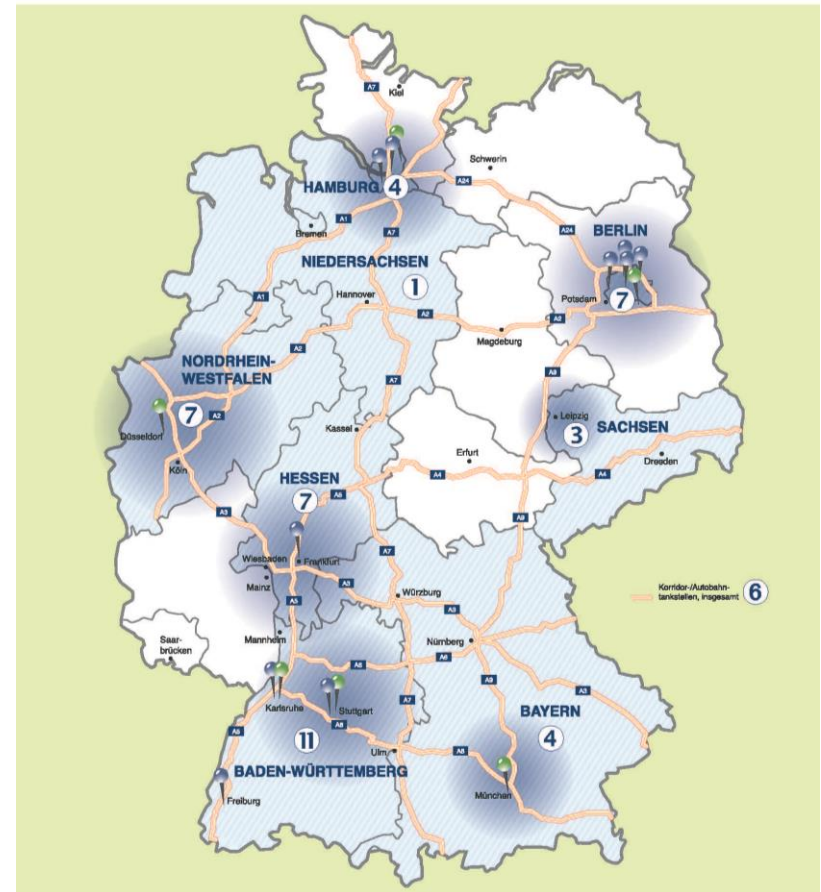 A7
Kiel
Schwerin
HAMBURG
4
A24
A1
Bremen
A7
A24
BERLIN
NIEDERSACHSEN
1
Potsdam
7
Hannover
A1
A2
A2
Magdeburg
A2
NORDRHEIN-
WESTFALEN
7
A2
Düsseldorf
Köln
A7
A9
Leipzig
3
SACHSEN
Kassel
Dresden
Erfurt
A4
A4
HESSEN
7
A5
A3
A9
Wiesbaden
Frankfurt
Mainz
A7
A3
A5
Würzburg
A3
Korridor-/Autobahn-
tankstellen, insgesamt
6
Saar-
brücken
Mannheim
Nürnberg
A6
A6
A9
A3
Karlsruhe
Stuttgart
A7
A8
11
BAYERN
4
A5
Ulm
A8
BADEN-WÜRTTEMBERG
München
Freiburg